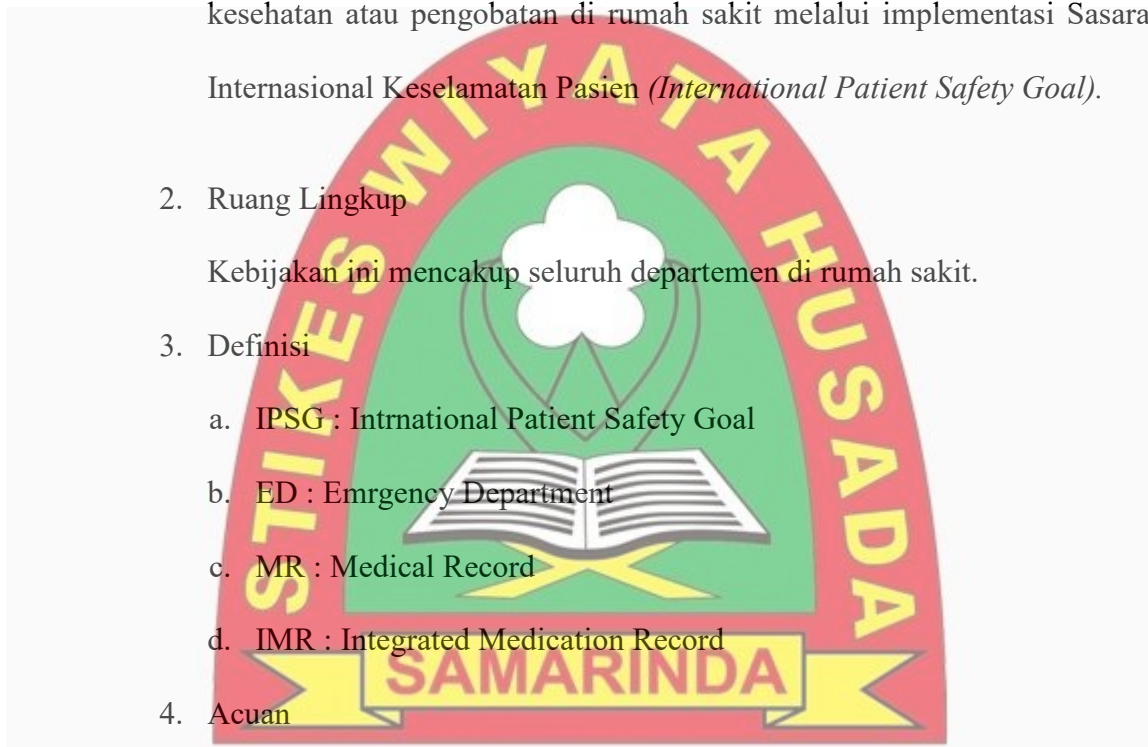 kesehatan atau pengobatan di rumah sakit melalui implementasi Sasara
Internasional Keselamatan Pasien (International Patient Safety Goal).
2. Ruang Lingkup
Kebijakan ini mencakup seluruh departemen di rumah sakit.
3. Definisi
a. IPSG : Intrnational Patient Safety Goal
b. ED : Emrgency Department
c. MR : Medical Record
d. IMR : Integrated Medication Record
4. Acuan
STIKES WIYATA HUSADA
SAMARINDA